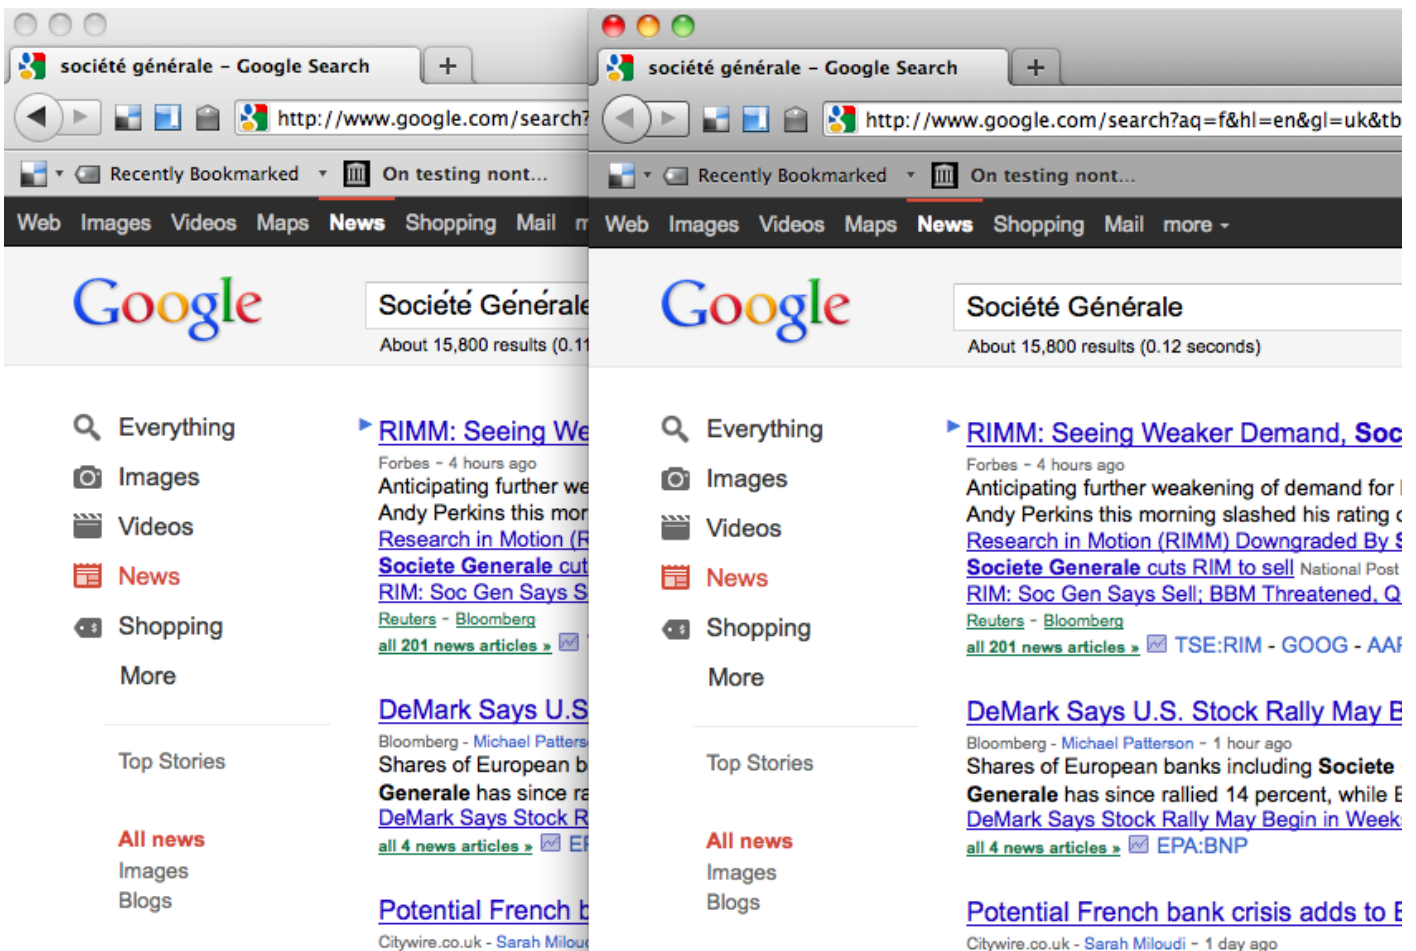 société générale – Google Search
+
http://www.google.com/search?
Recently Bookmarked
On testing nont...
Web Images Videos Maps News Shopping Mail
Google
Société Générale
About 15,800 results (0.11
Everything
Images
Videos
News
Shopping
More
Top Stories
All news
Images
Blogs
RIMM: Seeing We
Forbes - 4 hours ago
Anticipating further we
Andy Perkins this mor
Research in Motion (R
Societe Generale cut
RIM: Soc Gen Says S
Reuters - Bloomberg
all 201 news articles »
DeMark Says U.S
Bloomberg - Michael Patters
Shares of European b
Generale has since ra
DeMark Says Stock R
all 4 news articles » EF
Potential French b
Citywire.co.uk - Sarah Miloud
société générale – Google Search
+
http://www.google.com/search?aq=f&hl=en&gl=uk&tb
Recently Bookmarked
On testing nont...
Web Images Videos Maps News Shopping Mail more
Google
Société Générale
About 15,800 results (0.12 seconds)
Everything
Images
Videos
News
Shopping
More
Top Stories
All news
Images
Blogs
RIMM: Seeing Weaker Demand, Soc
Forbes - 4 hours ago
Anticipating further weakening of demand for
Andy Perkins this morning slashed his rating
Research in Motion (RIMM) Downgraded By S
Societe Generale cuts RIM to sell National Post
RIM: Soc Gen Says Sell; BBM Threatened, Q
Reuters - Bloomberg
all 201 news articles » TSE:RIM - GOOG - AAP
DeMark Says U.S. Stock Rally May B
Bloomberg - Michael Patterson - 1 hour ago
Shares of European banks including Societe
Generale has since rallied 14 percent, while E
DeMark Says Stock Rally May Begin in Weeks
all 4 news articles » EPA:BNP
Potential French bank crisis adds to E
Citywire.co.uk - Sarah Miloudi - 1 day ago